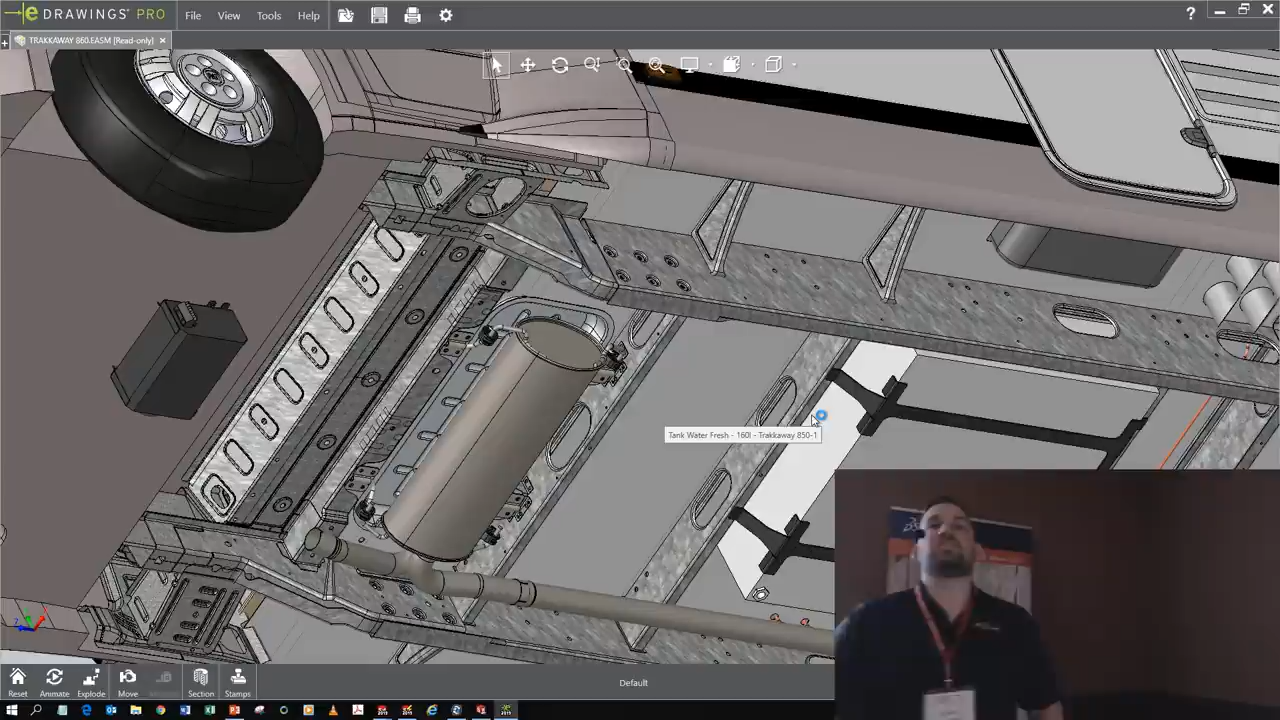 eDRAWINGS® PRO
File View Tools Help
?
TRAKKAWAY 860.EASM [Read-only]
Tank Water Fresh - 160l - Trakkaway 850-1
Reset Animate Explode Move Section Stamps
Default